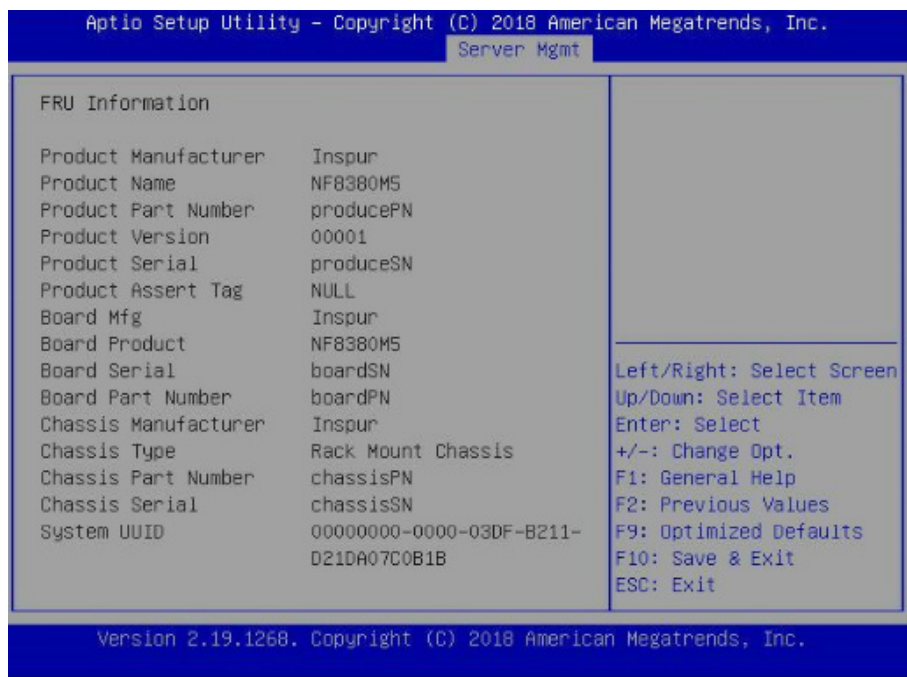 Aptio Setup Utility – Copyright (C) 2018 American Megatrends, Inc.
Server Mgmt
FRU Information
Product Manufacturer Inspur
Product Name NF8380M5
Product Part Number producePN
Product Version 00001
Product Serial produceSN
Product Assert Tag NULL
Board Mfg Inspur
Board Product NF8380M5
Board Serial boardSN
Board Part Number boardPN
Chassis Manufacturer Inspur
Chassis Type Rack Mount Chassis
Chassis Part Number chassisPN
Chassis Serial chassisSN
System UUID 00000000-0000-03DF-B211-
D21DA07C0B1B
Left/Right: Select Screen
Up/Down: Select Item
Enter: Select
+/-: Change Opt.
F1: General Help
F2: Previous Values
F9: Optimized Defaults
F10: Save & Exit
ESC: Exit
Version 2.19.1268. Copyright (C) 2018 American Megatrends, Inc.